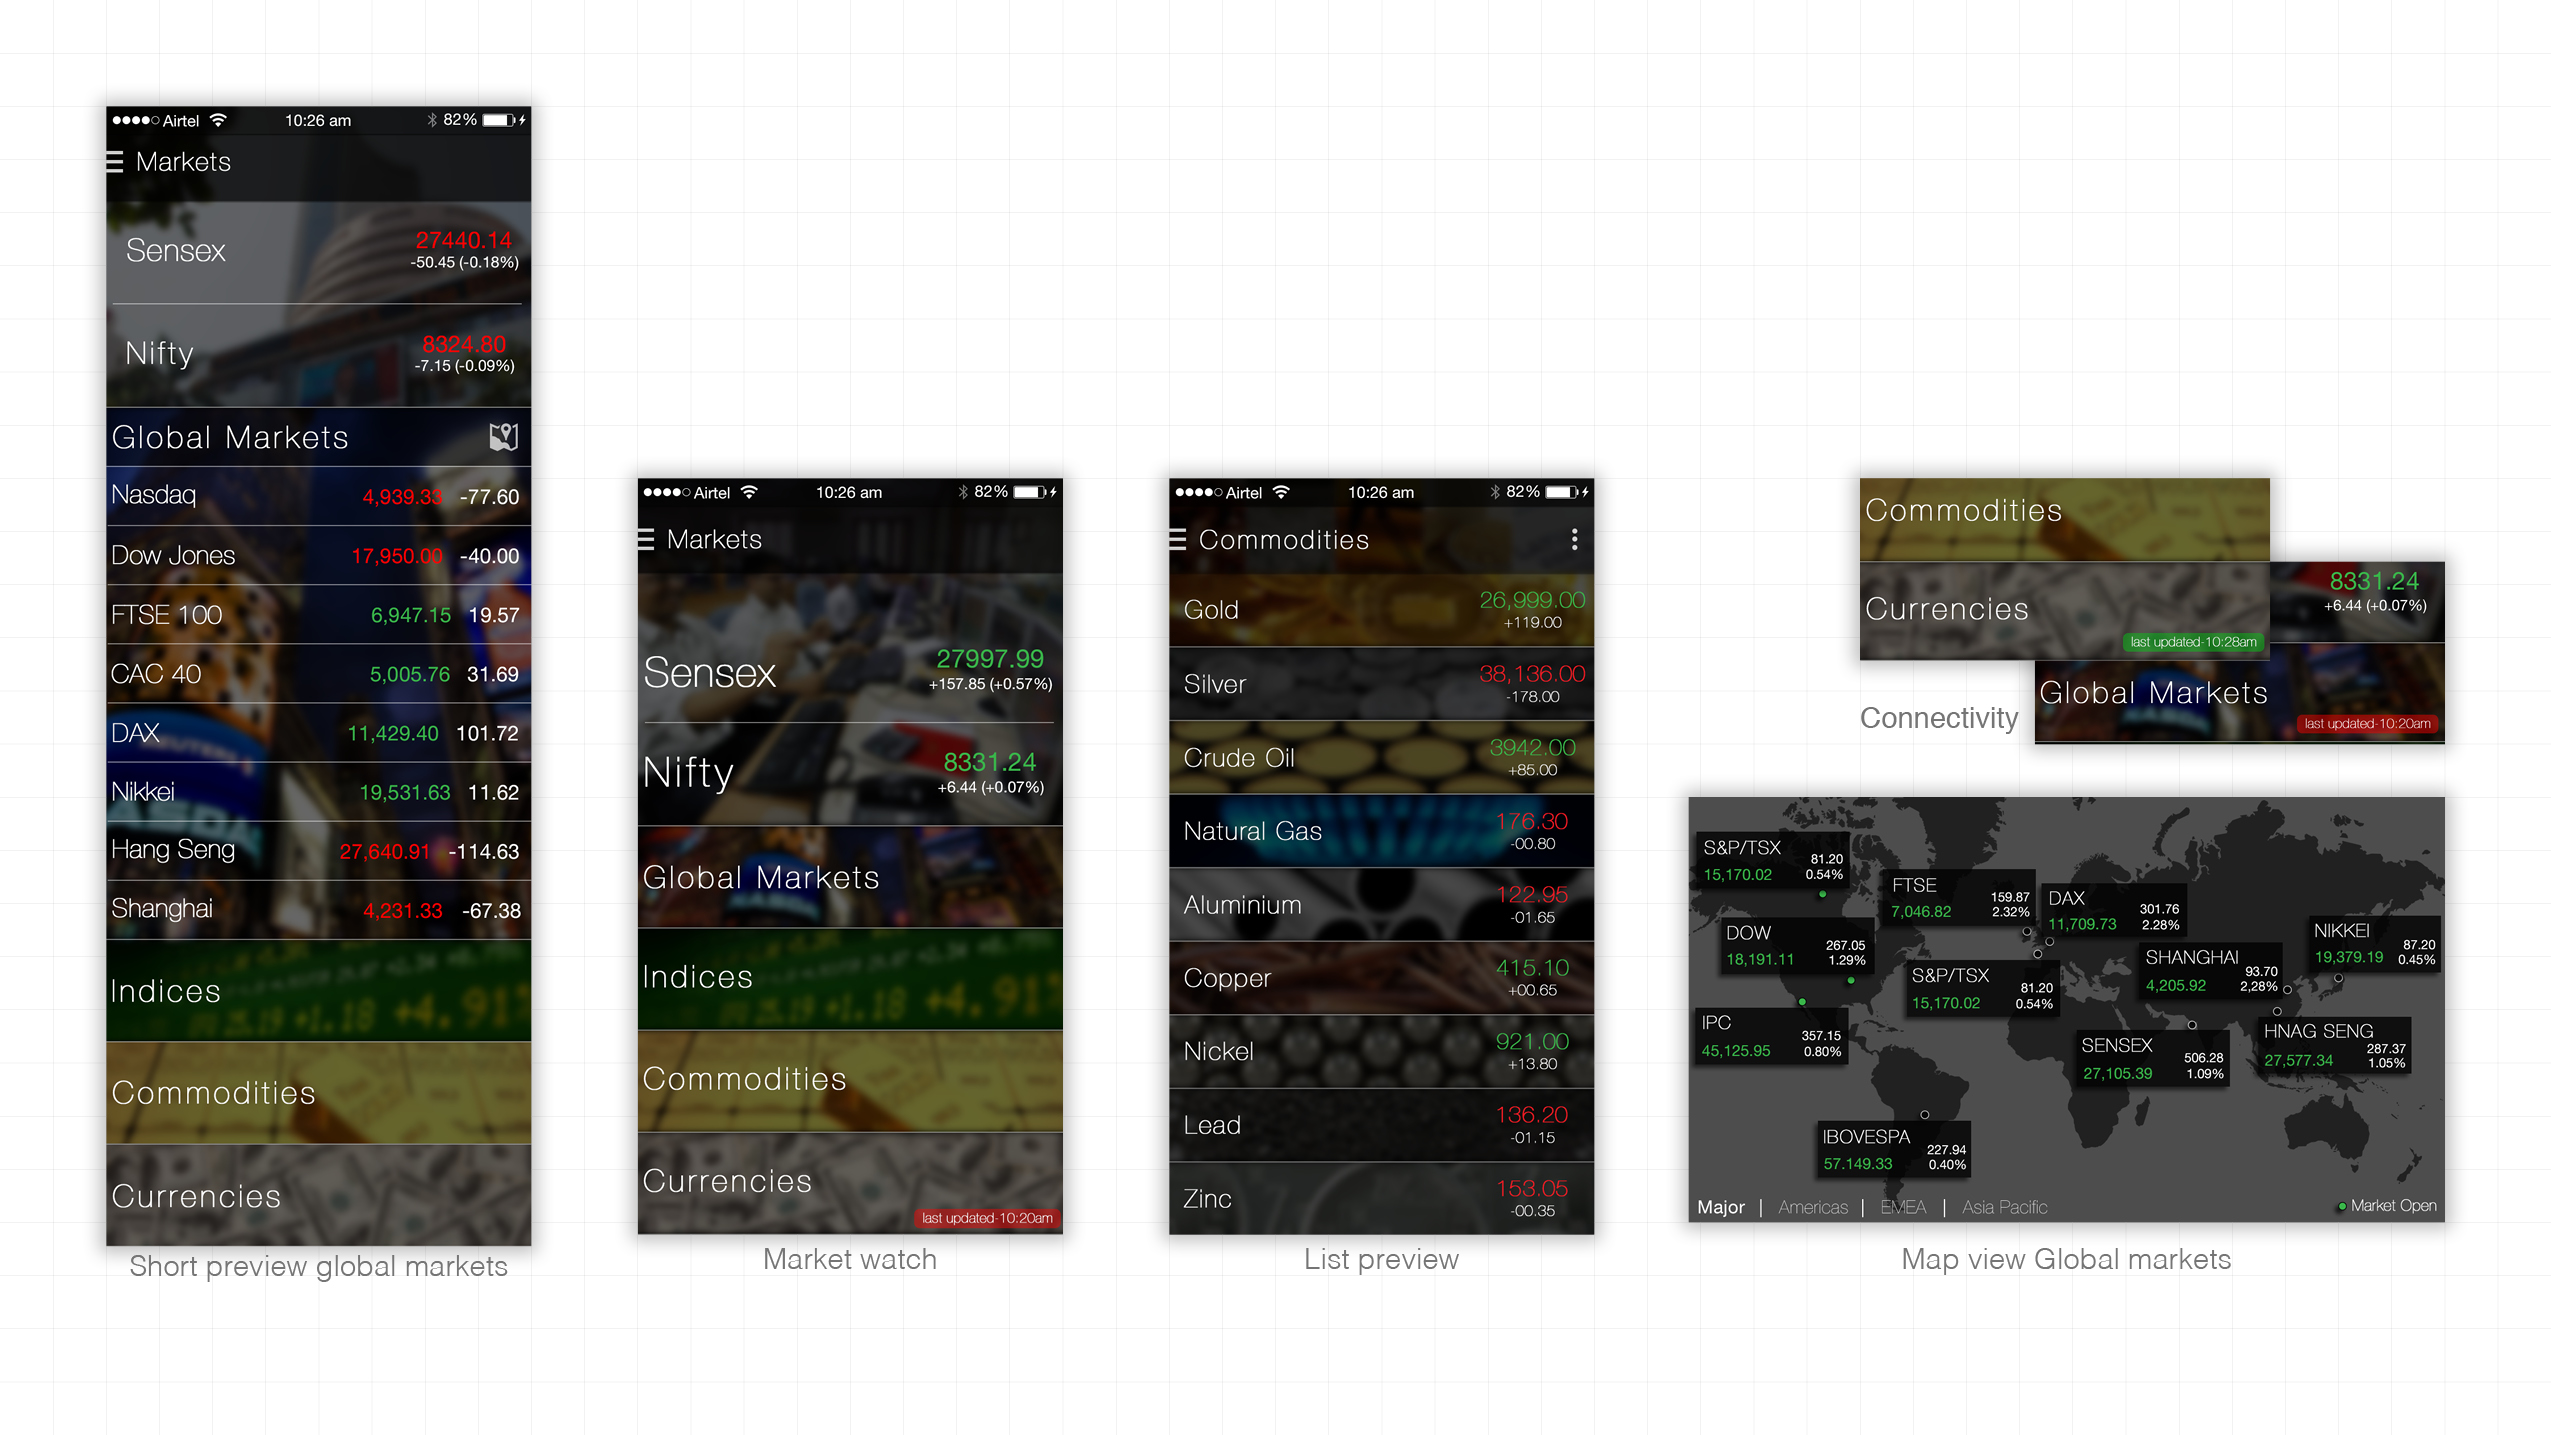 Airtel 10:26 am 82%
Markets
Sensex 27440.14
-50.45 (-0.18%)
Nifty 8324.80
-7.15 (-0.09%)
Global Markets
Nasdaq 4,939.33 -77.60
Dow Jones 17,950.00 -40.00
FTSE 100 6,947.15 19.57
CAC 40 5,005.76 31.69
DAX 11,429.40 101.72
Nikkei 19,531.63 11.62
Hang Seng 27,640.91 -114.63
Shanghai 4,231.33 -67.38
Indices
Commodities
Currencies
Short preview global markets
Airtel 10:26 am 82%
Markets
Sensex 27997.99
+157.85 (+0.57%)
Nifty 8331.24
+6.44 (+0.07%)
Global Markets
Indices
+1.18 +4.91
Commodities
Currencies
last updated-10:20am
Market watch
Airtel 10:26 am 82%
Commodities
Gold 26,999.00
+119.00
Silver 38,136.00
-178.00
Crude Oil 3942.00
+85.00
Natural Gas 176.30
-00.80
Aluminium 122.95
-01.65
Copper 415.10
+00.65
Nickel 921.00
+13.80
Lead 136.20
-01.15
Zinc 153.05
-00.35
List preview
Commodities
Currencies
last updated-10:28am
8331.24
+6.44 (+0.07%)
Global Markets
last updated-10:20am
Connectivity
S&P/TSX 81.20
15,170.02 0.54%
FTSE 159.87
7,046.82 2.32%
DAX 301.76
11,709.73 2.28%
DOW 267.05
18,191.11 1.29%
NIKKEI 87.20
19,379.19 0.45%
SHANGHAI 93.70
4,205.92 2,28%
S&P/TSX 81.20
15,170.02 0.54%
IPC 357.15
45,125.95 0.80%
HNAG SENG 287.37
27,577.34 1.05%
SENSEX 506.28
27,105.39 1.09%
IBOVESPA 227.94
57.149.33 0.40%
Major | Americas | EMEA | Asia Pacific
Market Open
Map view Global markets